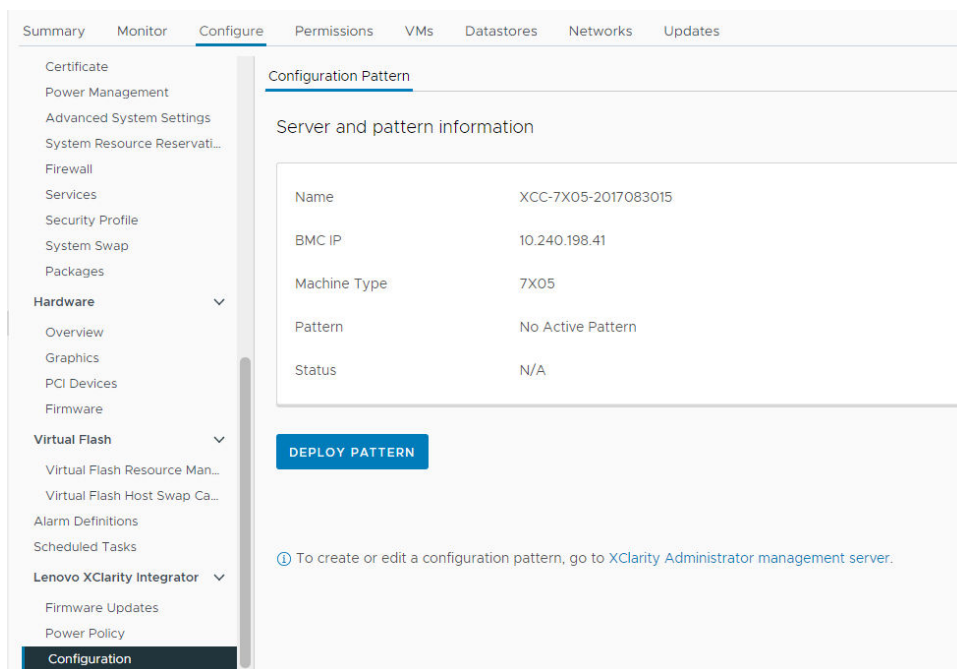 Summary Monitor Configure Permissions VMs Datastores Networks Updates
Certificate
Power Management
Advanced System Settings
System Resource Reservati...
Firewall
Services
Security Profile
System Swap
Packages
Hardware
Overview
Graphics
PCI Devices
Firmware
Virtual Flash
Virtual Flash Resource Man...
Virtual Flash Host Swap Ca...
Alarm Definitions
Scheduled Tasks
Lenovo XClarity Integrator
Firmware Updates
Power Policy
Configuration
Configuration Pattern
Server and pattern information
Name XCC-7X05-2017083015
BMC IP 10.240.198.41
Machine Type 7X05
Pattern No Active Pattern
Status N/A
DEPLOY PATTERN
To create or edit a configuration pattern, go to XClarity Administrator management server.